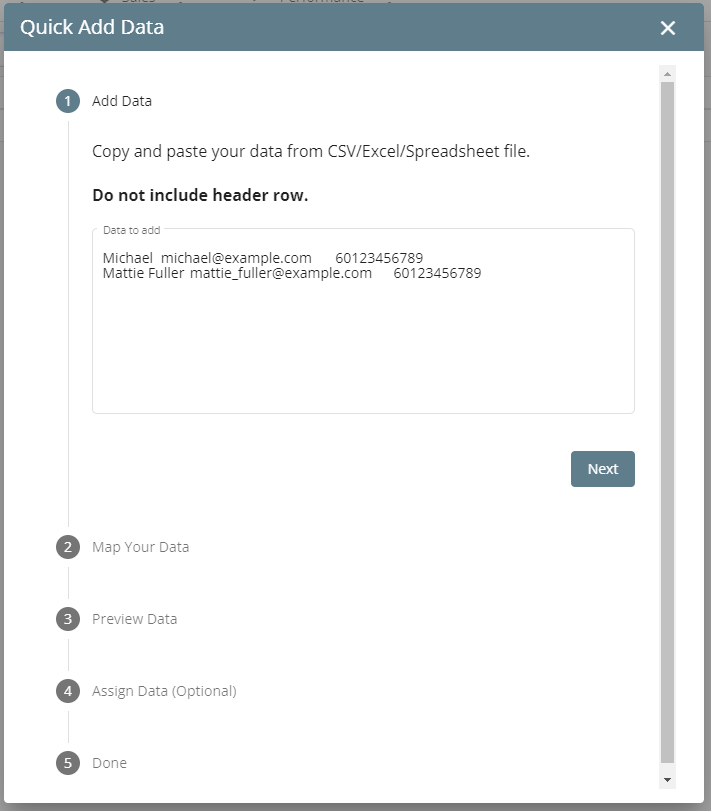 Quick Add Data
1 Add Data
Copy and paste your data from CSV/Excel/Spreadsheet file.
Do not include header row.
Data to add
Michael michael@example.com 60123456789
Mattie Fuller mattie_fuller@example.com 60123456789
Next
2 Map Your Data
3 Preview Data
4 Assign Data (Optional)
5 Done